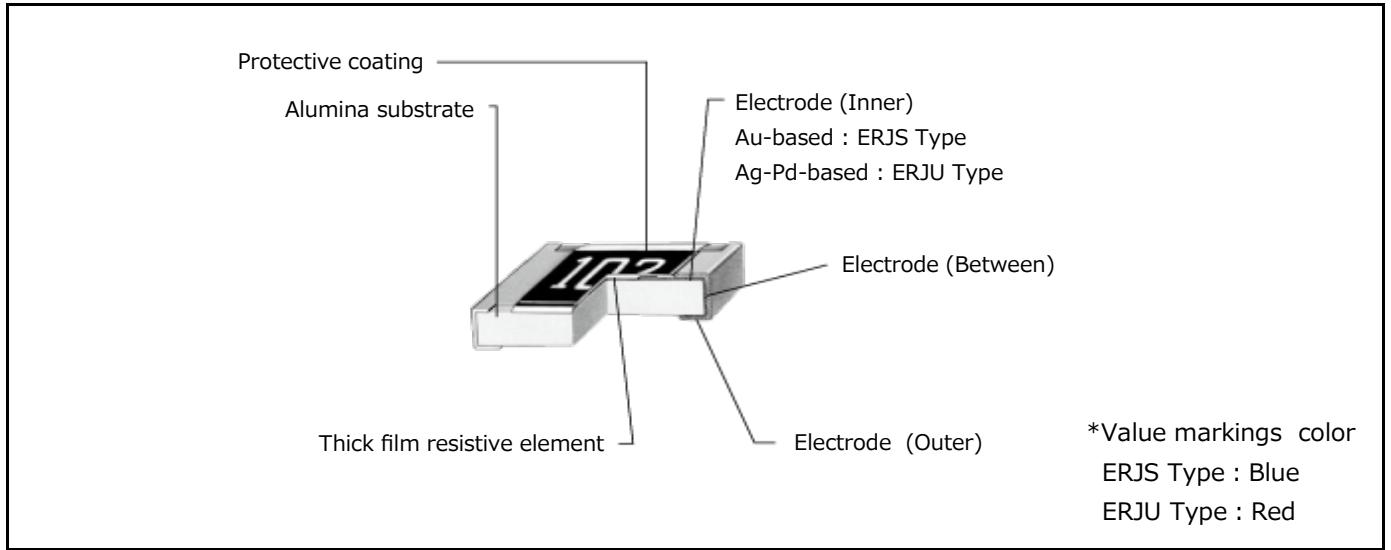 Protective coating
Alumina substrate
Electrode (Inner)
Au-based : ERJS Type
Ag-Pd-based : ERJU Type
102
Electrode (Between)
Thick film resistive element
Electrode (Outer)
*Value markings color
ERJS Type : Blue
ERJU Type : Red